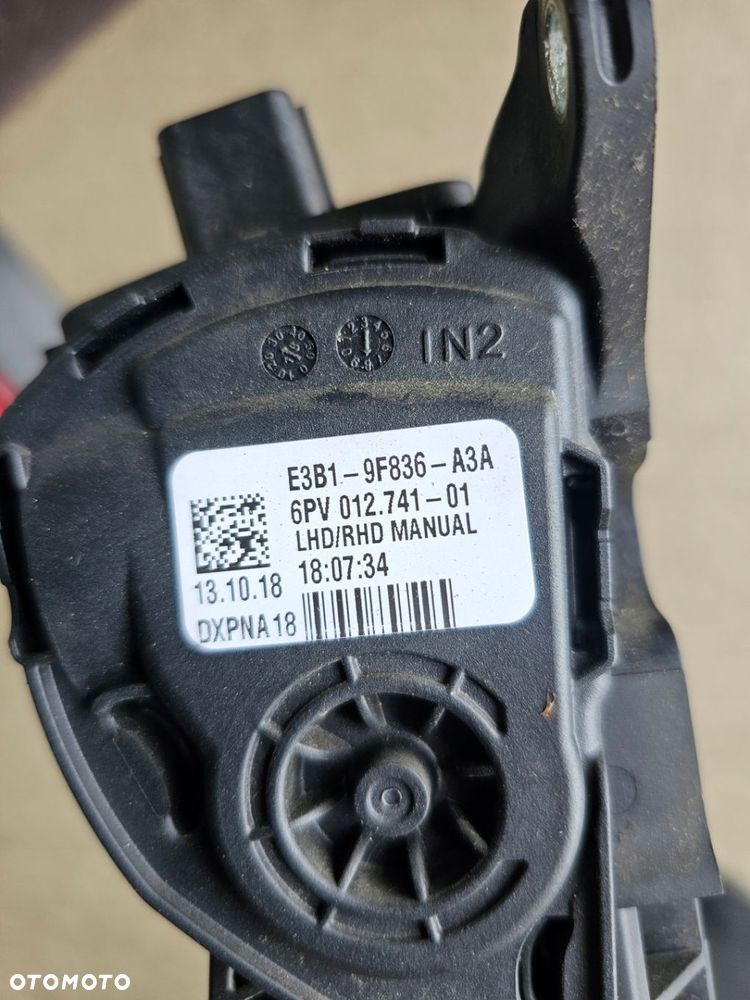 IN2
E3B1-9F836-A3A
6PV 012.741-01
LHD/RHD MANUAL
13.10.18 18:07:34
DXPNA18
OTOMOTO